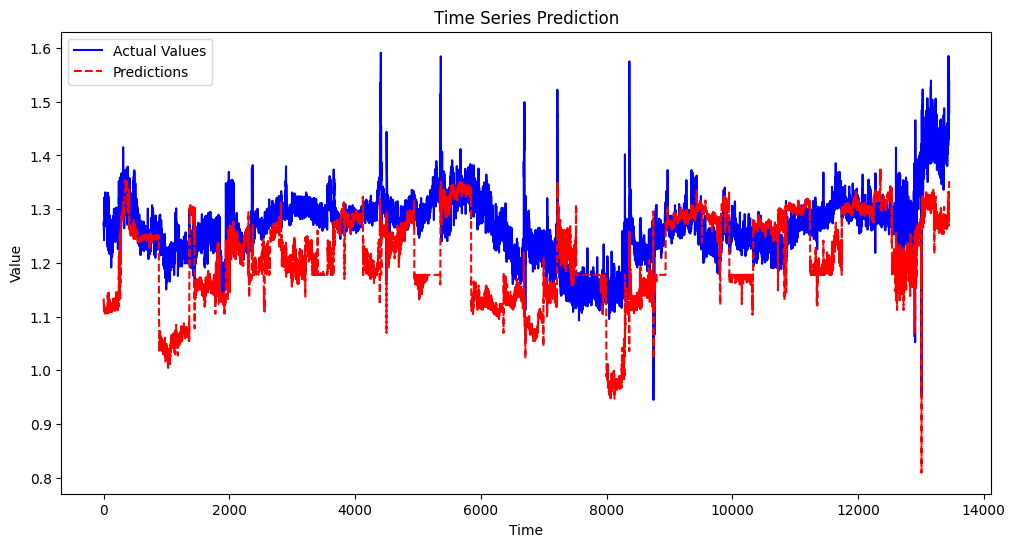 Time Series Prediction
Actual Values
Predictions
Value
1.6
1.5
1.4
1.3
1.2
1.1
1.0
0.9
0.8
0 2000 4000 6000 8000 10000 12000 14000
Time